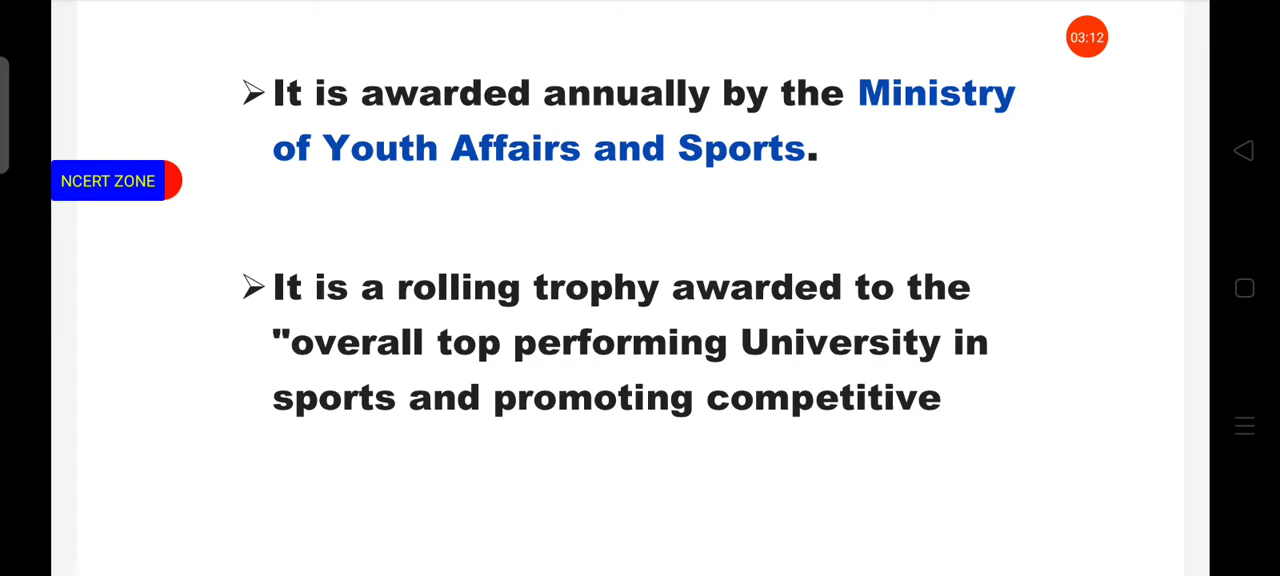 03:12
➢It is awarded annually by the Ministry
of Youth Affairs and Sports.
NCERT ZONE
➢It is a rolling trophy awarded to the
"overall top performing University in
sports and promoting competitive